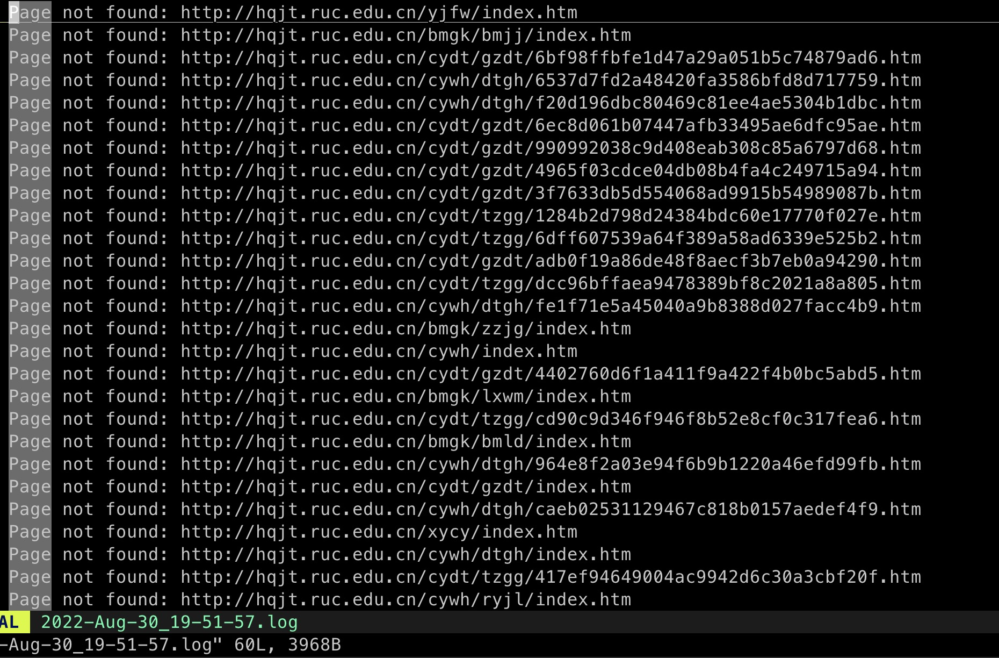 Page not found: http://hqjt.ruc.edu.cn/yjfw/index.htm
Page not found: http://hqjt.ruc.edu.cn/bmgk/bmjj/index.htm
Page not found: http://hqjt.ruc.edu.cn/cydt/gzdt/6bf98ffbfe1d47a29a051b5c74879ad6.htm
Page not found: http://hqjt.ruc.edu.cn/cywh/dtgh/6537d7fd2a48420fa3586bfd8d717759.htm
Page not found: http://hqjt.ruc.edu.cn/cywh/dtgh/f20d196dbc80469c81ee4ae5304b1dbc.htm
Page not found: http://hqjt.ruc.edu.cn/cydt/gzdt/6ec8d061b07447afb33495ae6dfc95ae.htm
Page not found: http://hqjt.ruc.edu.cn/cydt/gzdt/990992038c9d408eab308c85a6797d68.htm
Page not found: http://hqjt.ruc.edu.cn/cydt/gzdt/4965f03cdce04db08b4fa4c249715a94.htm
Page not found: http://hqjt.ruc.edu.cn/cydt/gzdt/3f7633db5d554068ad9915b54989087b.htm
Page not found: http://hqjt.ruc.edu.cn/cydt/tzgg/1284b2d798d24384bdc60e17770f027e.htm
Page not found: http://hqjt.ruc.edu.cn/cydt/tzgg/6dff607539a64f389a58ad6339e525b2.htm
Page not found: http://hqjt.ruc.edu.cn/cydt/gzdt/adb0f19a86de48f8aecf3b7eb0a94290.htm
Page not found: http://hqjt.ruc.edu.cn/cydt/tzgg/dcc96bffaea9478389bf8c2021a8a805.htm
Page not found: http://hqjt.ruc.edu.cn/cywh/dtgh/fe1f71e5a45040a9b8388d027facc4b9.htm
Page not found: http://hqjt.ruc.edu.cn/bmgk/zzjg/index.htm
Page not found: http://hqjt.ruc.edu.cn/cywh/index.htm
Page not found: http://hqjt.ruc.edu.cn/cydt/gzdt/4402760d6f1a411f9a422f4b0bc5abd5.htm
Page not found: http://hqjt.ruc.edu.cn/bmgk/lxwm/index.htm
Page not found: http://hqjt.ruc.edu.cn/cydt/tzgg/cd90c9d346f946f8b52e8cf0c317fea6.htm
Page not found: http://hqjt.ruc.edu.cn/bmgk/bmld/index.htm
Page not found: http://hqjt.ruc.edu.cn/cywh/dtgh/964e8f2a03e94f6b9b1220a46efd99fb.htm
Page not found: http://hqjt.ruc.edu.cn/cydt/gzdt/index.htm
Page not found: http://hqjt.ruc.edu.cn/cywh/dtgh/caeb02531129467c818b0157aedef4f9.htm
Page not found: http://hqjt.ruc.edu.cn/xycy/index.htm
Page not found: http://hqjt.ruc.edu.cn/cywh/dtgh/index.htm
Page not found: http://hqjt.ruc.edu.cn/cydt/tzgg/417ef94649004ac9942d6c30a3cbf20f.htm
Page not found: http://hqjt.ruc.edu.cn/cywh/ryjl/index.htm
AL 2022-Aug-30_19-51-57.log
-Aug-30_19-51-57.log" 60L, 3968B